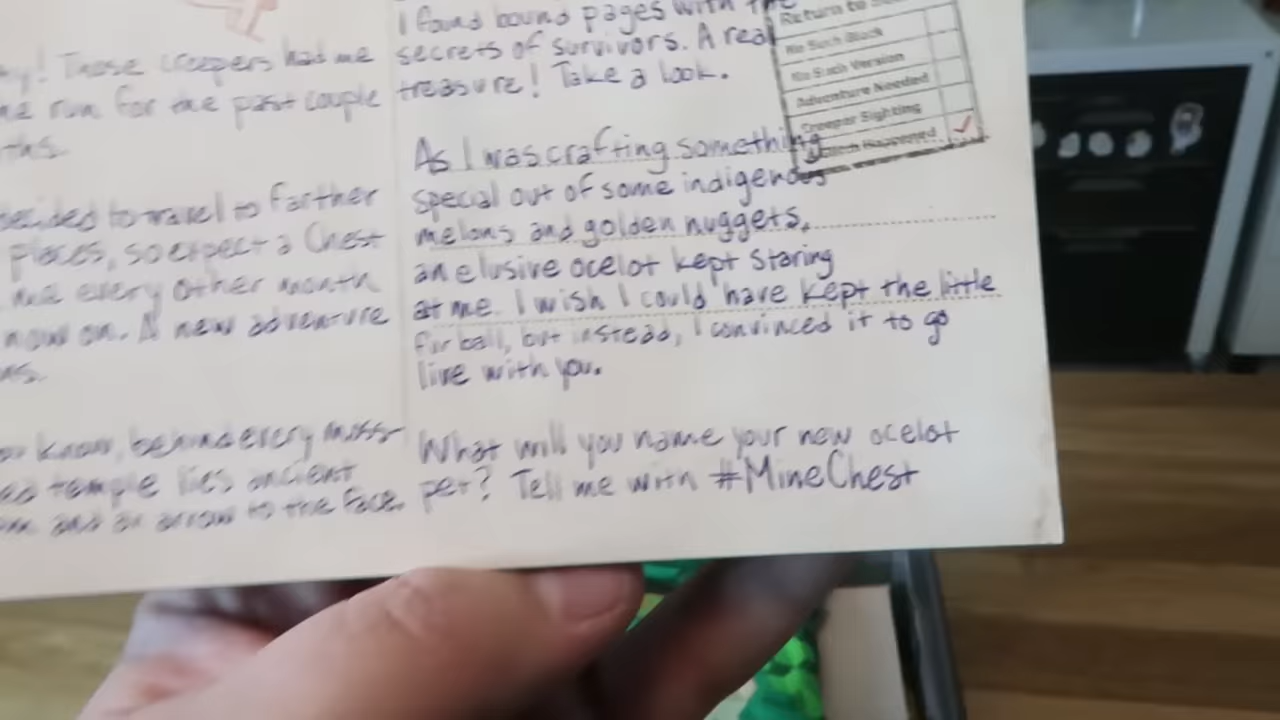 Those creepers had me
run for the past couple
decided to travel to farther
places, so expect a Chest
every other month
now on. A new adventure
know, behind every moss
temple lies ancient
and an arrow to the face.
I found bound pages with the
secrets of survivors. A real
treasure! Take a look.
As I was crafting something
special out of some indigenous
melons and golden nuggets,
an elusive ocelot kept staring
at me. I wish I could have kept the little
fur ball, but instead, I convinced it to go
live with you.
What will you name your new ocelot
pet? Tell me with #MineChest
Return to
No Such Block
No Such Version
Adventure Needed
Creeper Sighting
Happened